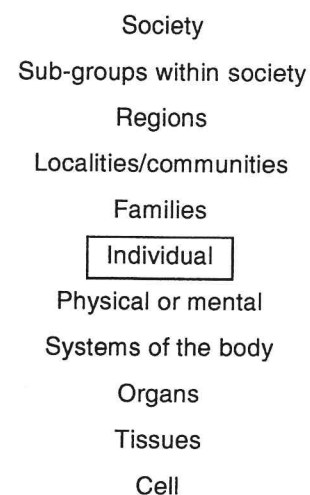 Society
Sub-groups within society
Regions
Localities/communities
Families
Individual
Physical or mental
Systems of the body
Organs
Tissues
Cell